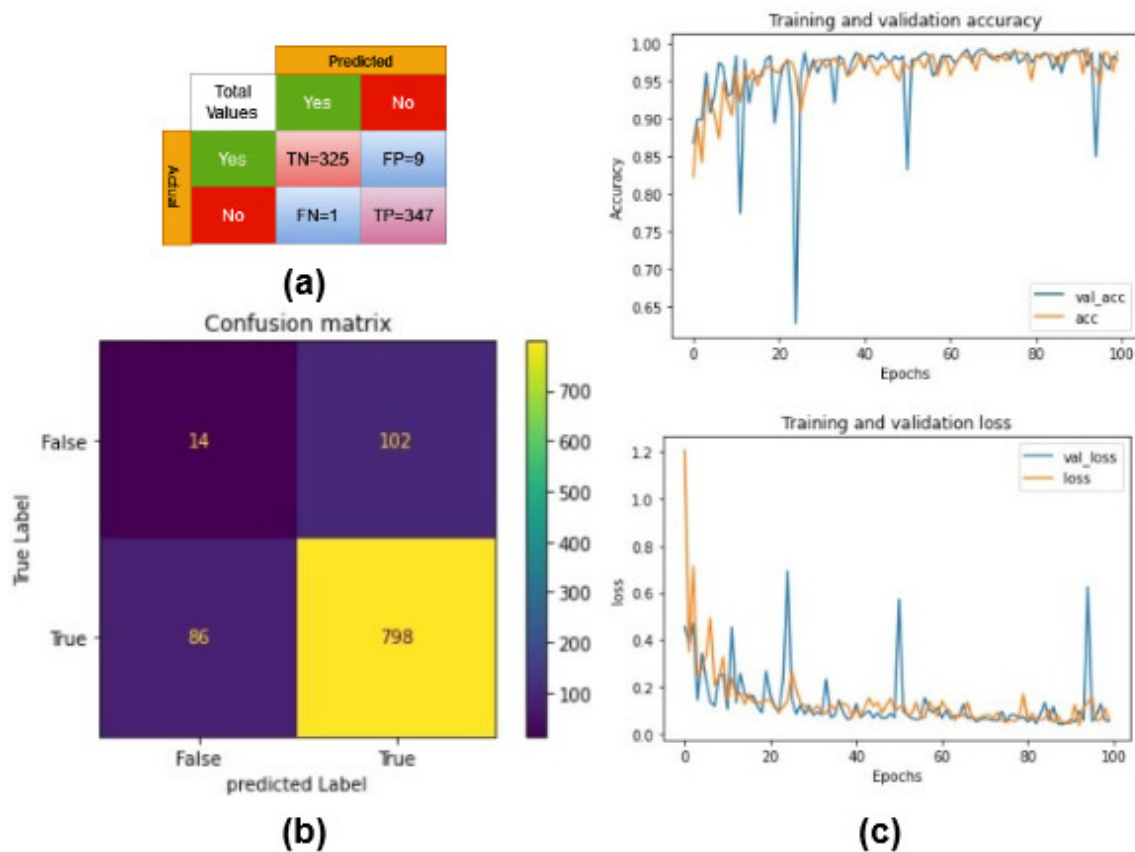 Predicted
Total
Values
Yes
No
Actual
Yes
TN=325
FP=9
No
FN=1
TP=347
(a)
Confusion matrix
True Label
False
True
14
102
86
798
False
True
predicted Label
700
600
500
400
300
200
100
(b)
Training and validation accuracy
Accuracy
1.00
0.95
0.90
0.85
0.80
0.75
0.70
0.65
val_acc
acc
0
20
40
60
80
100
Epochs
Training and validation loss
loss
1.2
1.0
0.8
0.6
0.4
0.2
0.0
val_loss
loss
0
20
40
60
80
100
Epochs
(c)